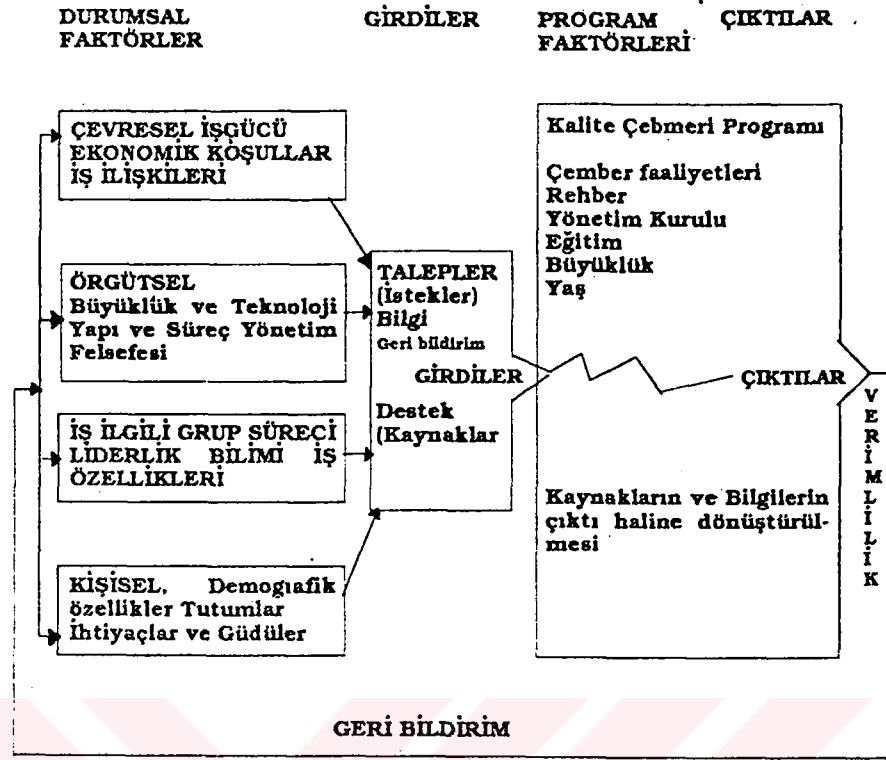 DURUMSAL FAKTÖRLER
GİRDİLER
PROGRAM FAKTÖRLERİ
ÇIKTILAR
ÇEVRESEL İŞGÜCÜ
EKONOMİK KOŞULLAR
İŞ İLİŞKİLERİ
ÖRGÜTSEL
Büyüklük ve Teknoloji
Yapı ve Süreç Yönetim
Felsefesi
İŞ İLGİLİ GRUP SÜRECİ
LİDERLİK BİLİMİ İŞ
ÖZELLİKLERİ
KİŞİSEL, Demografik
özellikler Tutumlar
İhtiyaçlar ve Güdüler
TALEPLER
(İstekler)
Bilgi
Geri bildirim
GİRDİLER
Destek
(Kaynaklar
Kalite Çebmeri Programı
Çember faaliyetleri
Rehber
Yönetim Kurulu
Eğitim
Büyüklük
Yaş
ÇIKTILAR
Kaynakların ve Bilgilerin
çıktı haline dönüştürül-
mesi
VERİMLİLİK
GERİ BİLDİRİM